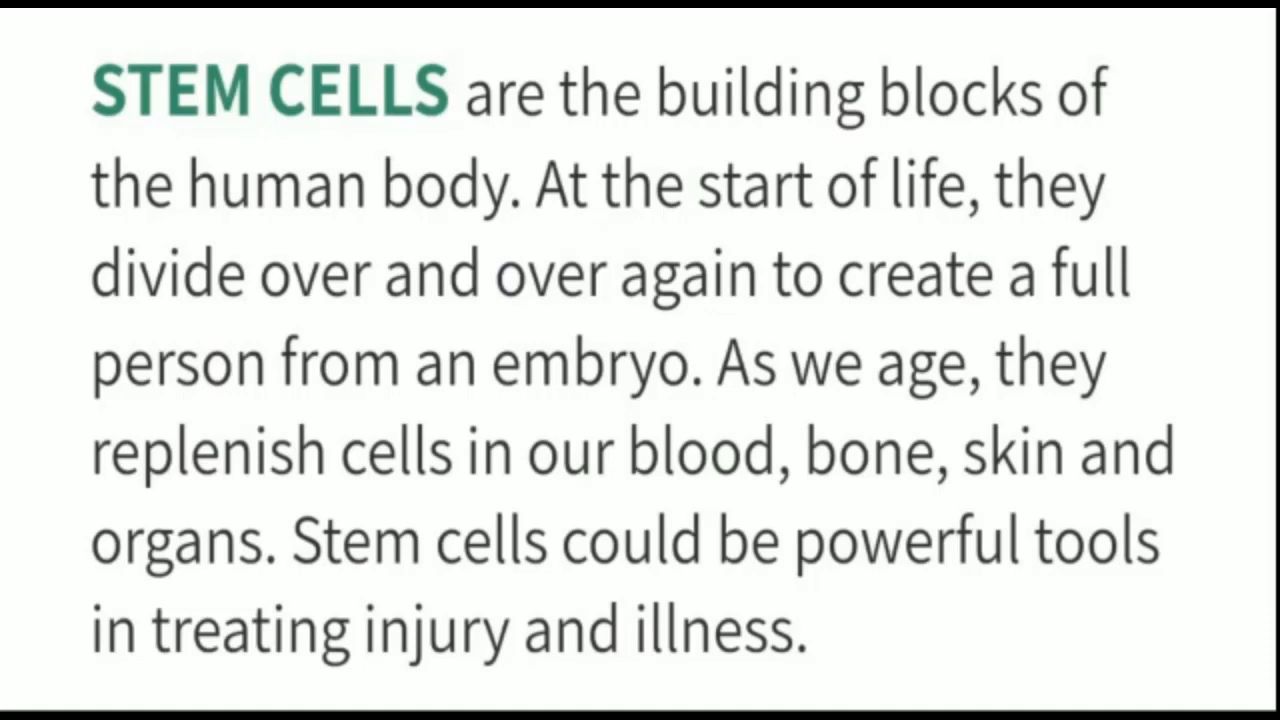 STEM CELLS are the building blocks of
the human body. At the start of life, they
divide over and over again to create a full
person from an embryo. As we age, they
replenish cells in our blood, bone, skin and
organs. Stem cells could be powerful tools
in treating injury and illness.